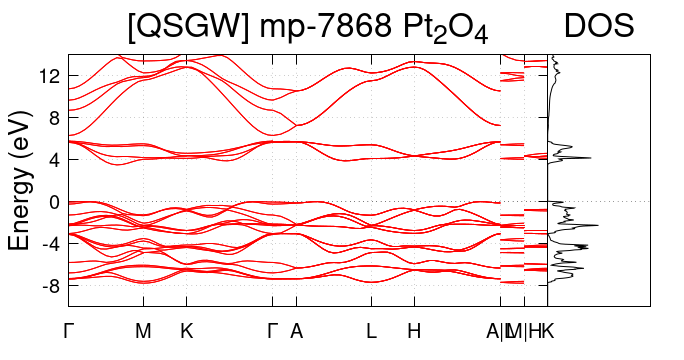 [QSGW] mp-7868 Pt₂O₄ DOS
Energy (eV)
12
8
4
0
-4
-8
Γ M K Γ A L H A|L M|H K